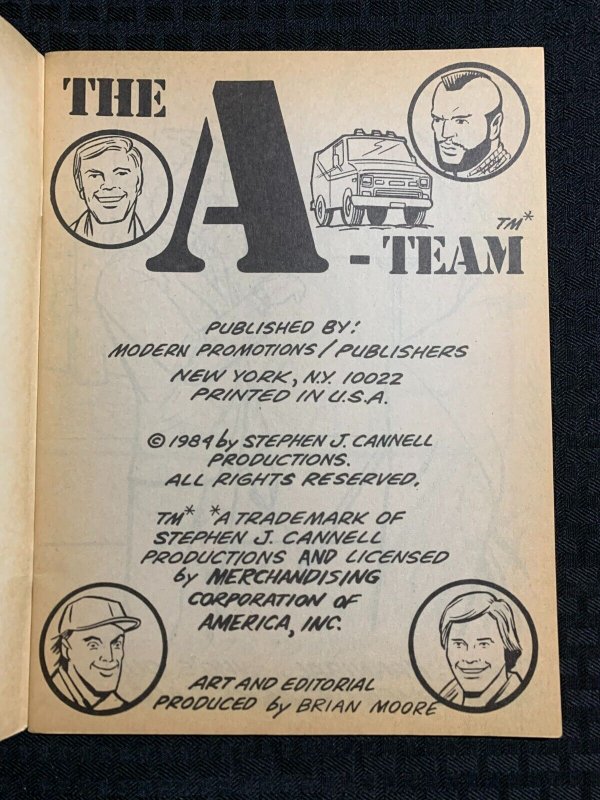 THE
A
-TEAM TM*
PUBLISHED BY:
MODERN PROMOTIONS/PUBLISHERS
NEW YORK, N.Y. 10022
PRINTED IN U.S.A.
© 1984 by STEPHEN J. CANNELL
PRODUCTIONS.
ALL RIGHTS RESERVED.
TM* *A TRADEMARK OF
STEPHEN J. CANNELL
PRODUCTIONS AND LICENSED
by MERCHANDISING
CORPORATION OF
AMERICA, INC.
ART AND EDITORIAL
PRODUCED by BRIAN MOORE